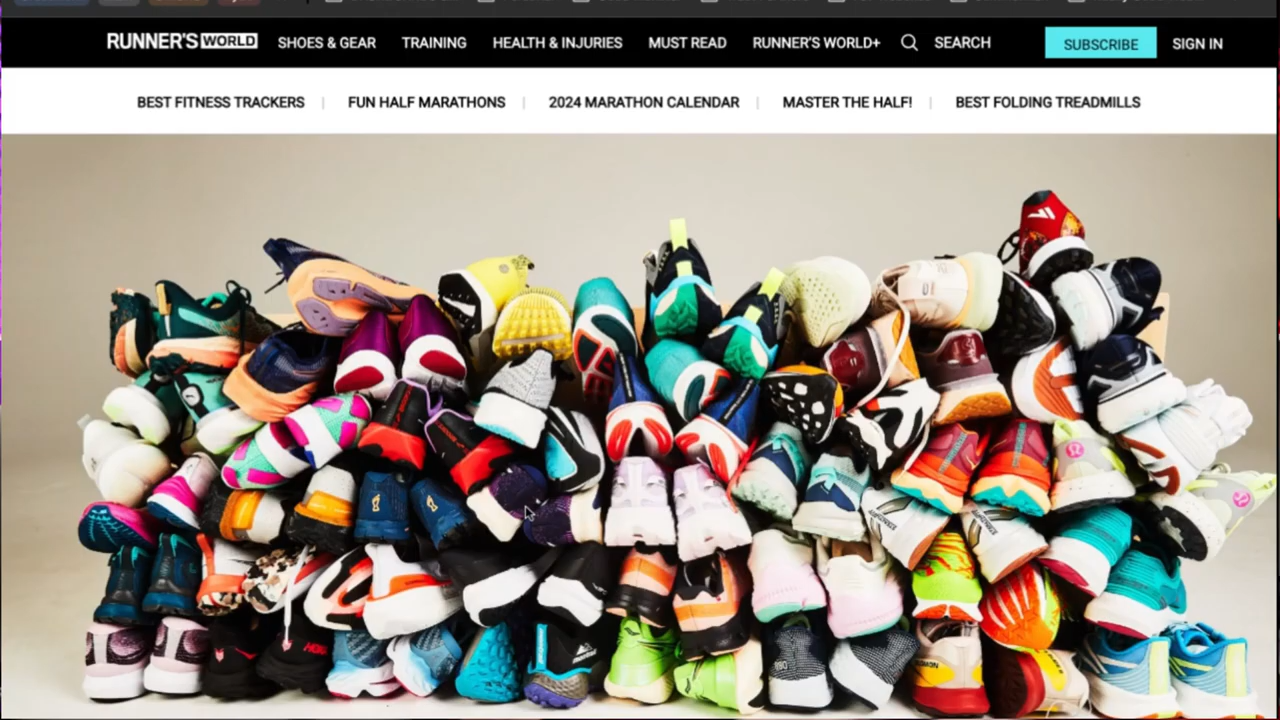 RUNNER'S WORLD SHOES & GEAR TRAINING HEALTH & INJURIES MUST READ RUNNER'S WORLD+ SEARCH SUBSCRIBE SIGN IN
BEST FITNESS TRACKERS | FUN HALF MARATHONS | 2024 MARATHON CALENDAR | MASTER THE HALF! | BEST FOLDING TREADMILLS